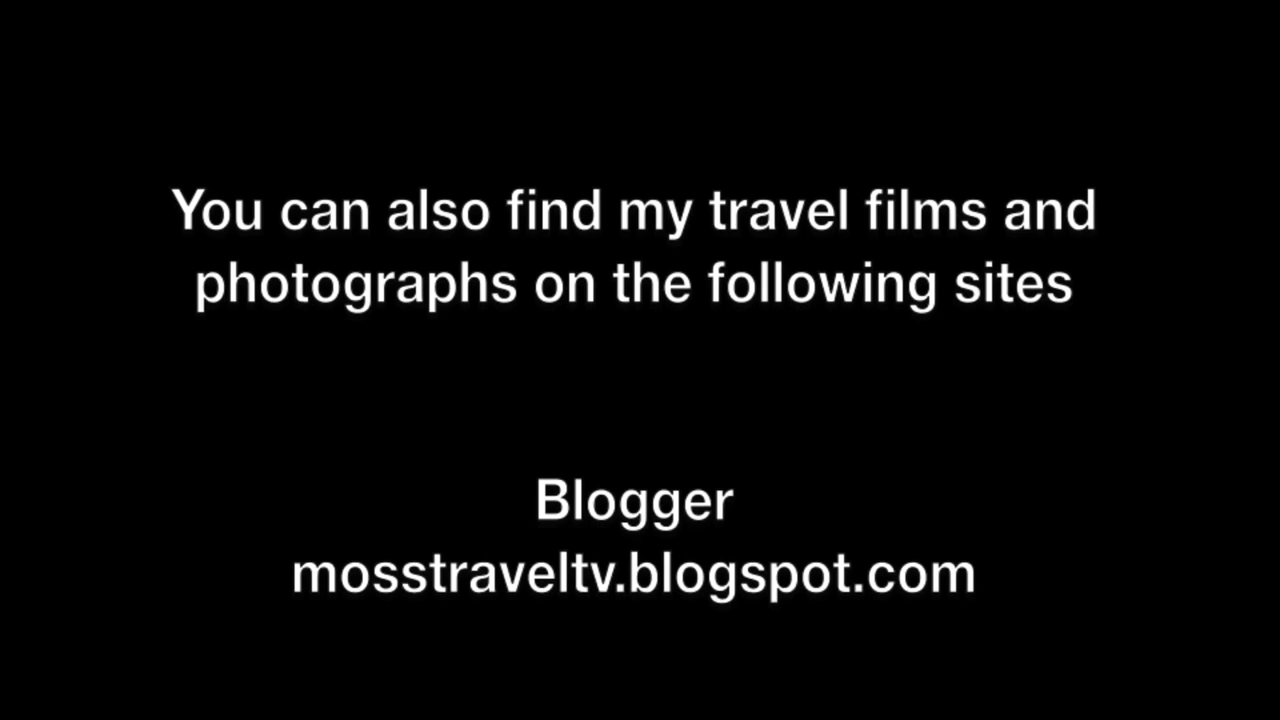 You can also find my travel films and
photographs on the following sites
Blogger
mosstraveltv.blogspot.com